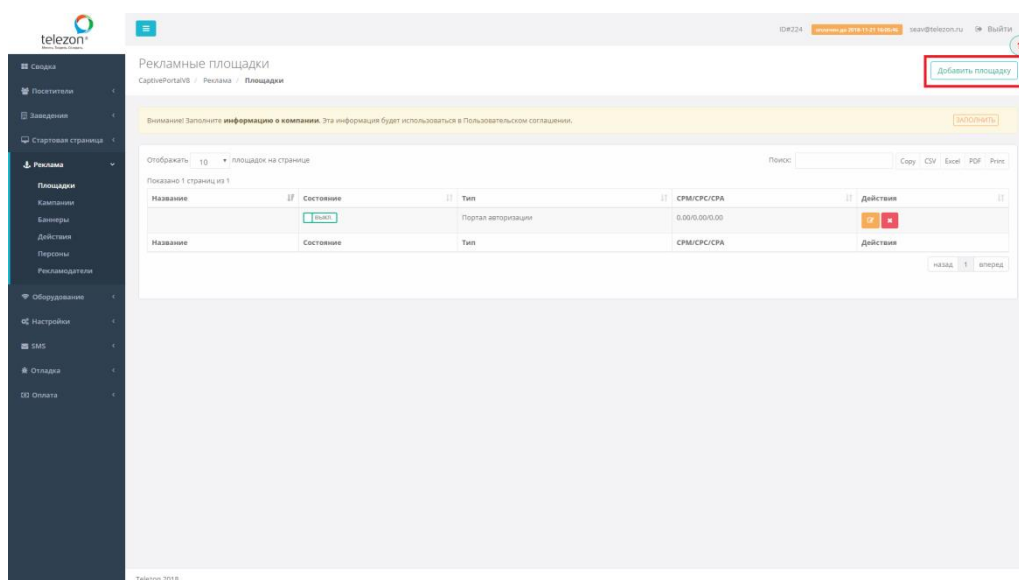 telezon®
ID#224
seav@telezon.ru
Выйти
Сводка
Посетители
Заведения
Стартовая страница
Реклама
Площадки
Кампании
Баннеры
Действия
Персоны
Рекламодатели
Оборудование
Настройки
SMS
Отладка
Оплата
Рекламные площадки
CaptivePortalV8 / Реклама / Площадки
Добавить площадку
Внимание! Заполните информацию о компании. Эта информация будет использоваться в Пользовательском соглашении.
ЗАПОЛНИТЬ
Отображать 10 площадок на странице
Поиск:
Copy CSV Excel PDF Print
Показано 1 страниц из 1
Название Состояние Тип CPM/CPC/CPA Действия
ВЫКЛ Портал авторизации 0.00/0.00/0.00
Название Состояние Тип CPM/CPC/CPA Действия
назад 1 вперед
Telezon 2018